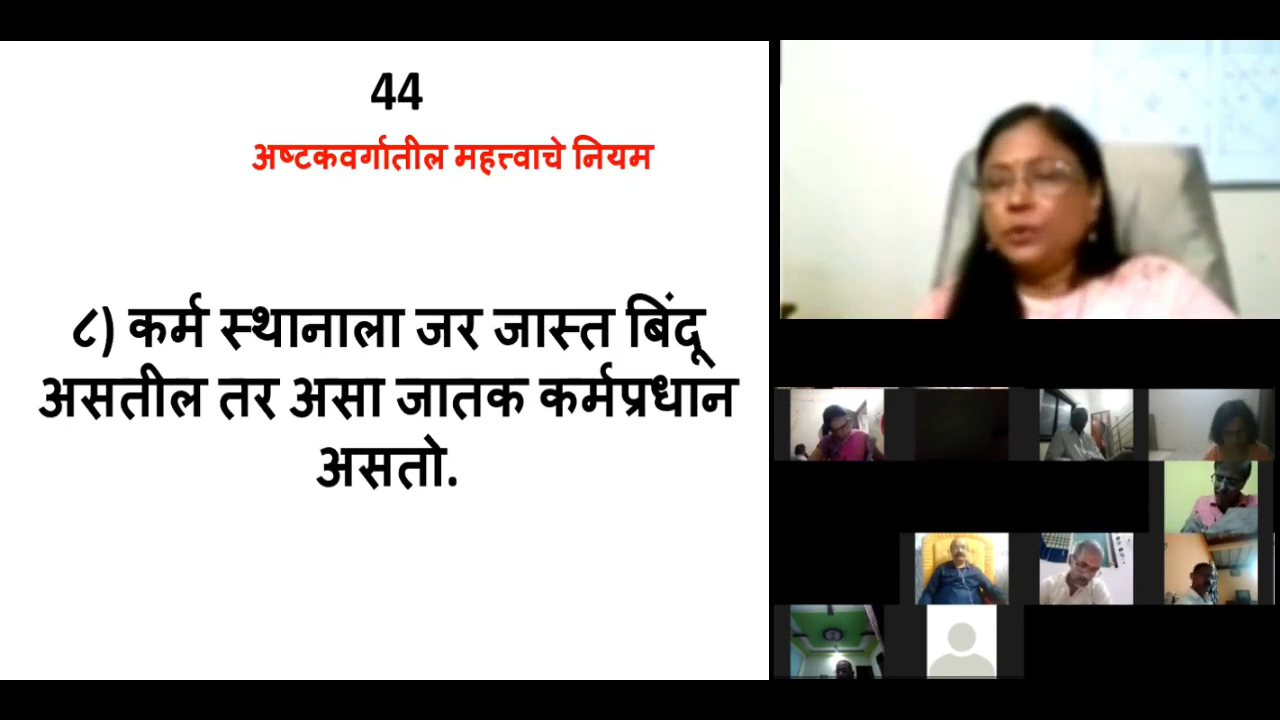 44
अष्टकवर्गातील महत्त्वाचे नियम
८) कर्म स्थानाला जर जास्त बिंदू
असतील तर असा जातक कर्मप्रधान
असतो.